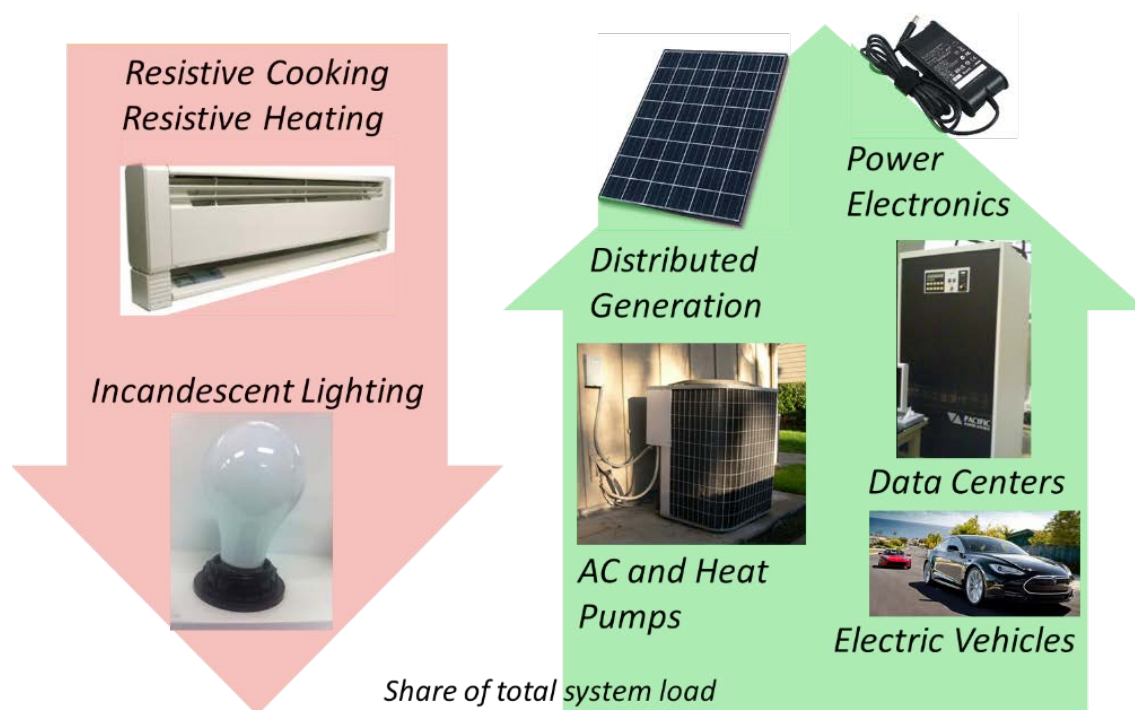 Resistive Cooking
Resistive Heating
Incandescent Lighting
Distributed
Generation
Power
Electronics
AC and Heat
Pumps
PACIFIC
Data Centers
Electric Vehicles
Share of total system load